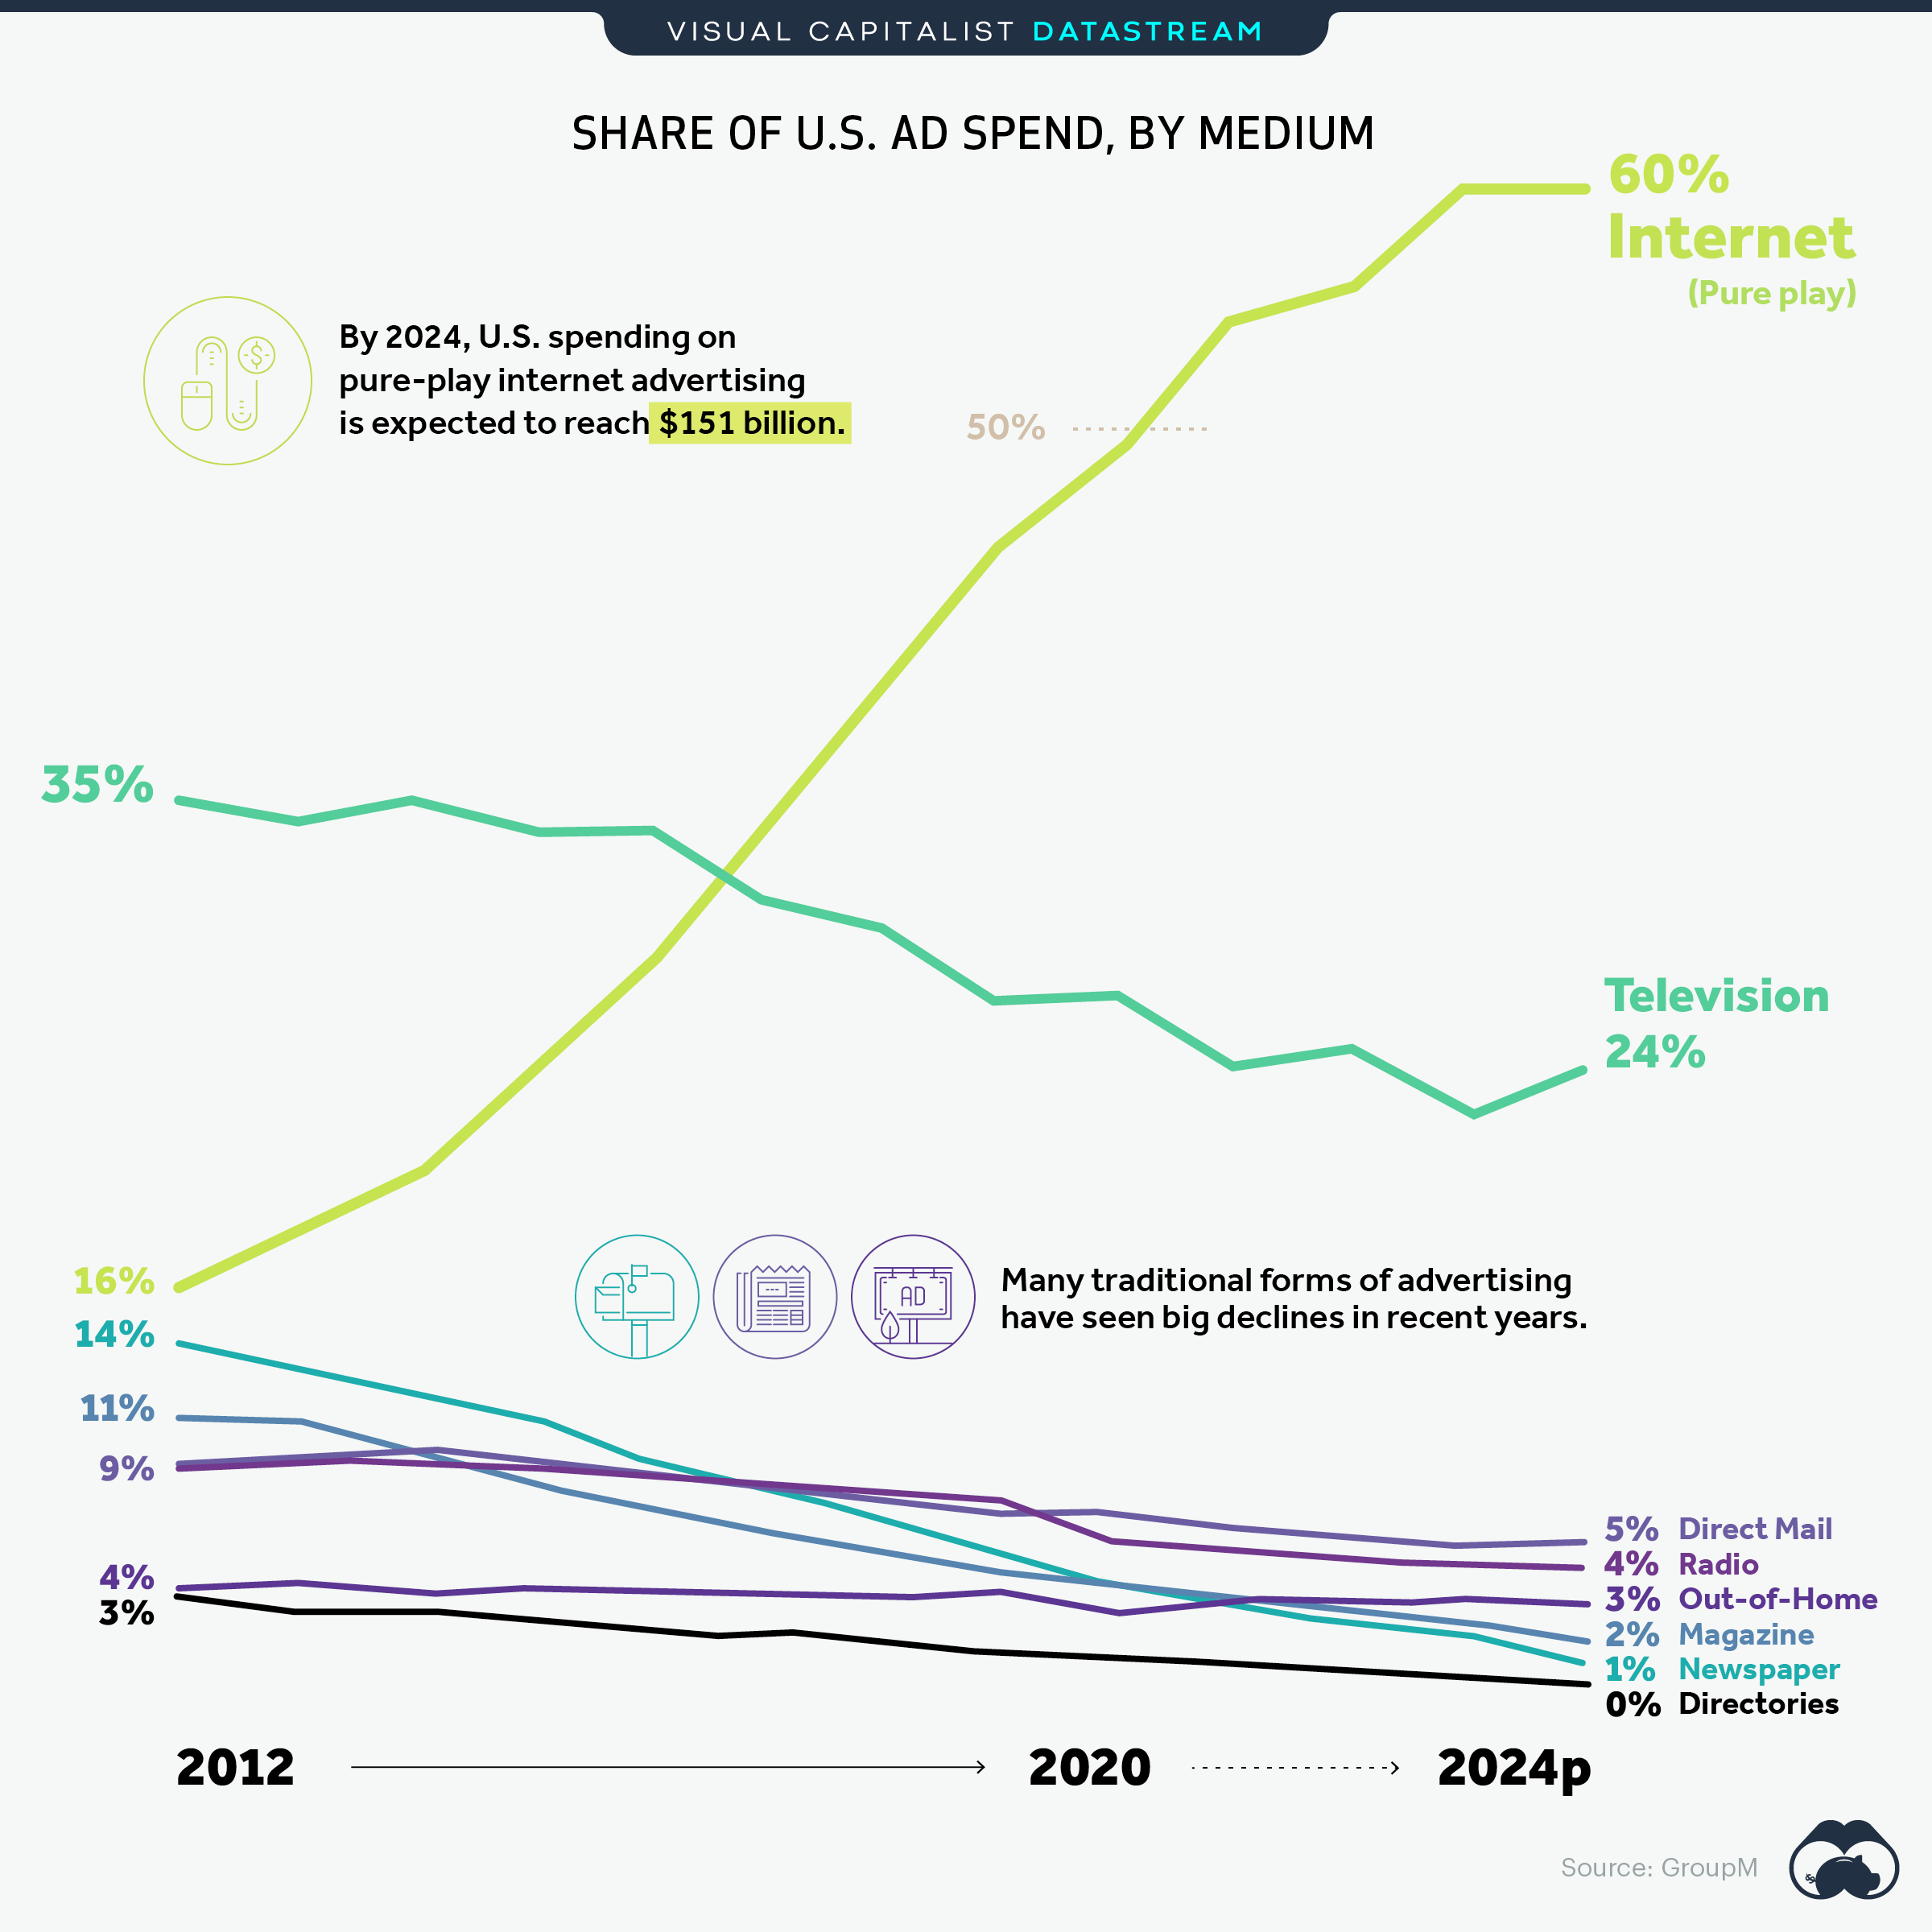 VISUAL CAPITALIST DATASTREAM
SHARE OF U.S. AD SPEND, BY MEDIUM
60%
Internet
(Pure play)
By 2024, U.S. spending on
pure-play internet advertising
is expected to reach $151 billion.
50%
35%
Television
24%
16%
14%
11%
9%
4%
3%
AD
Many traditional forms of advertising
have seen big declines in recent years.
5% Direct Mail
4% Radio
3% Out-of-Home
2% Magazine
1% Newspaper
0% Directories
2012
2020
2024p
Source: GroupM